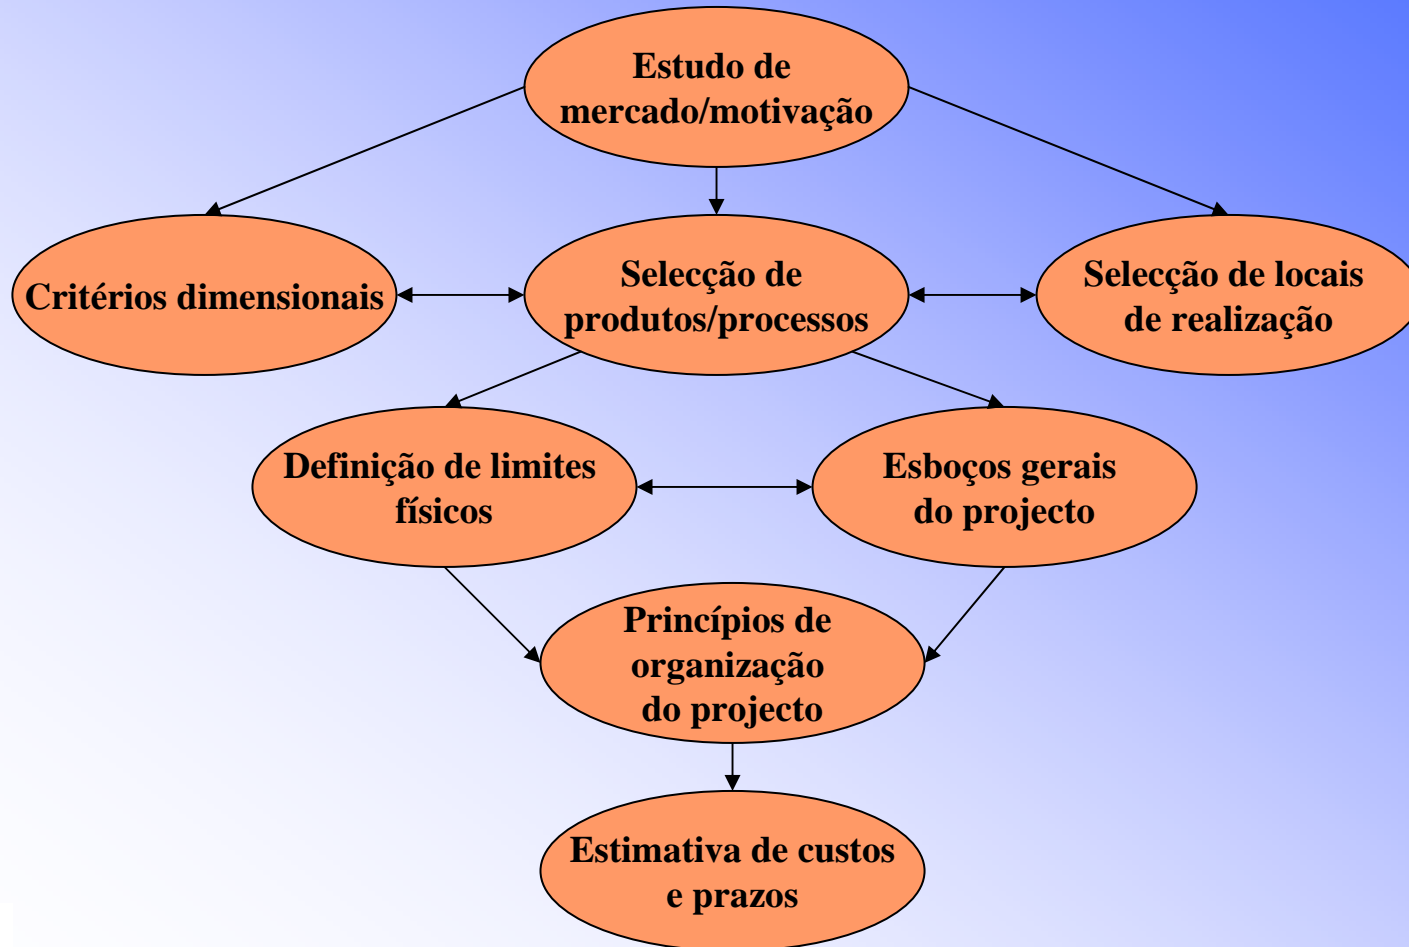 Estudo de
mercado/motivação
Critérios dimensionais
Selecção de
produtos/processos
Selecção de locais
de realização
Definição de limites
físicos
Esboços gerais
do projecto
Princípios de
organização
do projecto
Estimativa de custos
e prazos